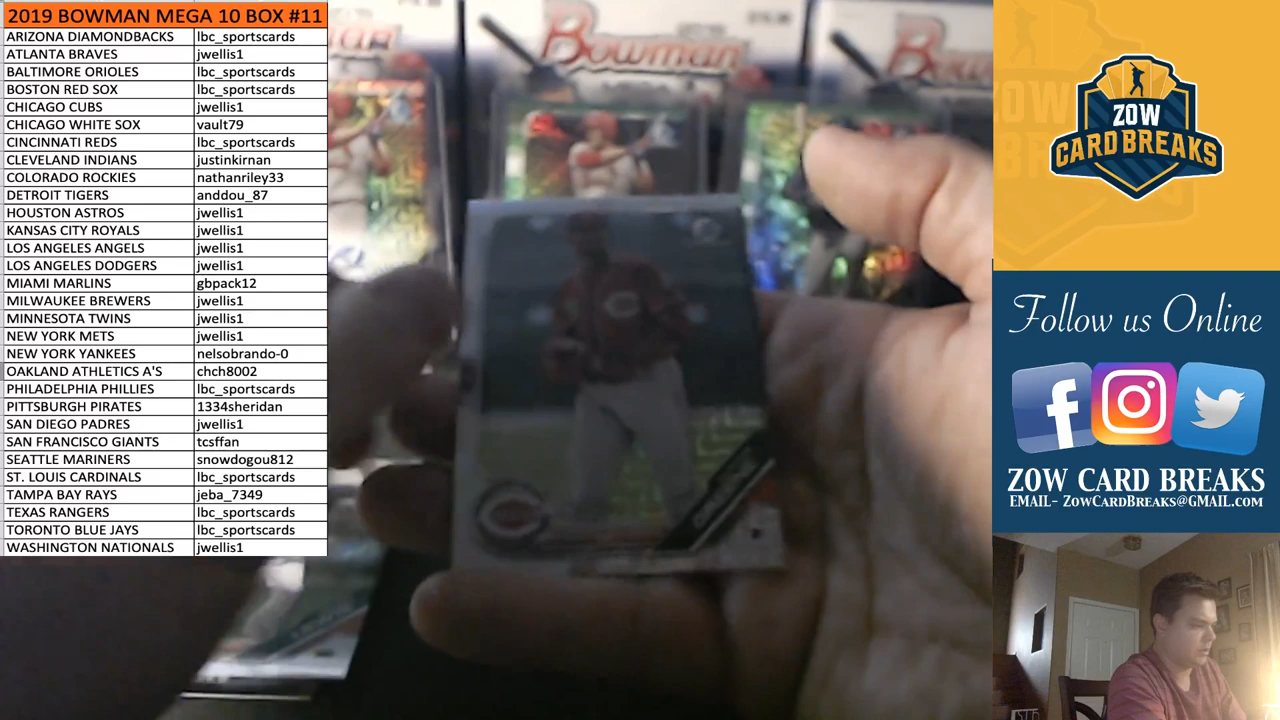 2019 BOWMAN MEGA 10 BOX #11
ARIZONA DIAMONDBACKS lbc_sportscards
ATLANTA BRAVES jwellis1
BALTIMORE ORIOLES lbc_sportscards
BOSTON RED SOX lbc_sportscards
CHICAGO CUBS jwellis1
CHICAGO WHITE SOX vault79
CINCINNATI REDS lbc_sportscards
CLEVELAND INDIANS justinkirnan
COLORADO ROCKIES nathanriley33
DETROIT TIGERS anddou_87
HOUSTON ASTROS jwellis1
KANSAS CITY ROYALS jwellis1
LOS ANGELES ANGELS jwellis1
LOS ANGELES DODGERS jwellis1
MIAMI MARLINS gbpack12
MILWAUKEE BREWERS jwellis1
MINNESOTA TWINS jwellis1
NEW YORK METS jwellis1
NEW YORK YANKEES nelsobrando-0
OAKLAND ATHLETICS A'S chch8002
PHILADELPHIA PHILLIES lbc_sportscards
PITTSBURGH PIRATES 1334sheridan
SAN DIEGO PADRES jwellis1
SAN FRANCISCO GIANTS tcsffan
SEATTLE MARINERS snowdogou812
ST. LOUIS CARDINALS lbc_sportscards
TAMPA BAY RAYS jeba_7349
TEXAS RANGERS lbc_sportscards
TORONTO BLUE JAYS lbc_sportscards
WASHINGTON NATIONALS jwellis1
Bowman
ZOW
CARD BREAKS
Follow us Online
ZOW CARD BREAKS
EMAIL- ZOWCARDBREAKS@GMAIL.COM